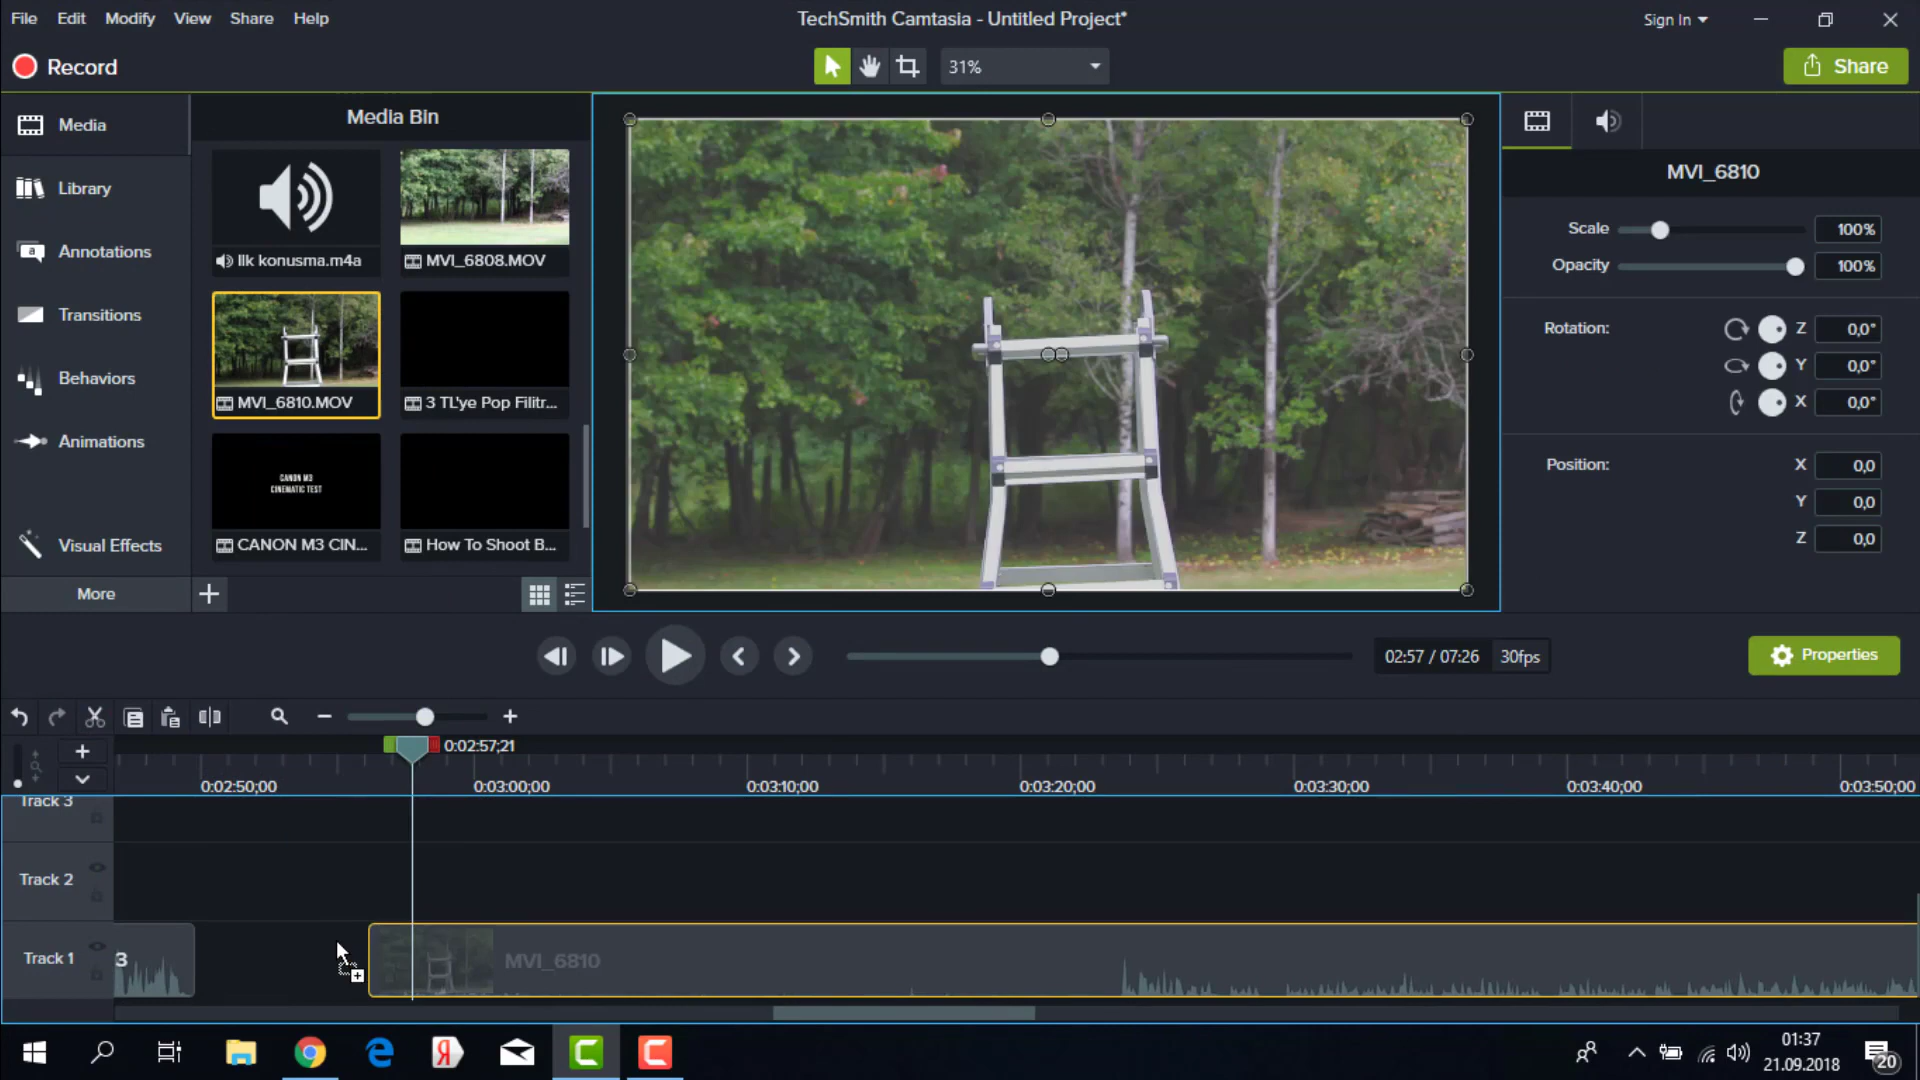 File Edit Modify View Share Help
TechSmith Camtasia - Untitled Project*
Sign In
Record
31%
Share
Media
Library
Annotations
Transitions
Behaviors
Animations
Visual Effects
More
Media Bin
Ilk konusma.m4a
MVI_6808.MOV
MVI_6810.MOV
3 TL'ye Pop Filitr...
CANON M3
CINEMATIC TEST
CANON M3 CIN...
How To Shoot B...
MVI_6810
Scale 100%
Opacity 100%
Rotation: Z 0,0°
Y 0,0°
X 0,0°
Position: X 0,0
Y 0,0
Z 0,0
02:57 / 07:26 30fps
Properties
0:02:57;21
0:02:50;00 0:03:00;00 0:03:10;00 0:03:20;00 0:03:30;00 0:03:40;00 0:03:50;00
Track 3
Track 2
Track 1
3
MVI_6810
01:37
21.09.2018
20